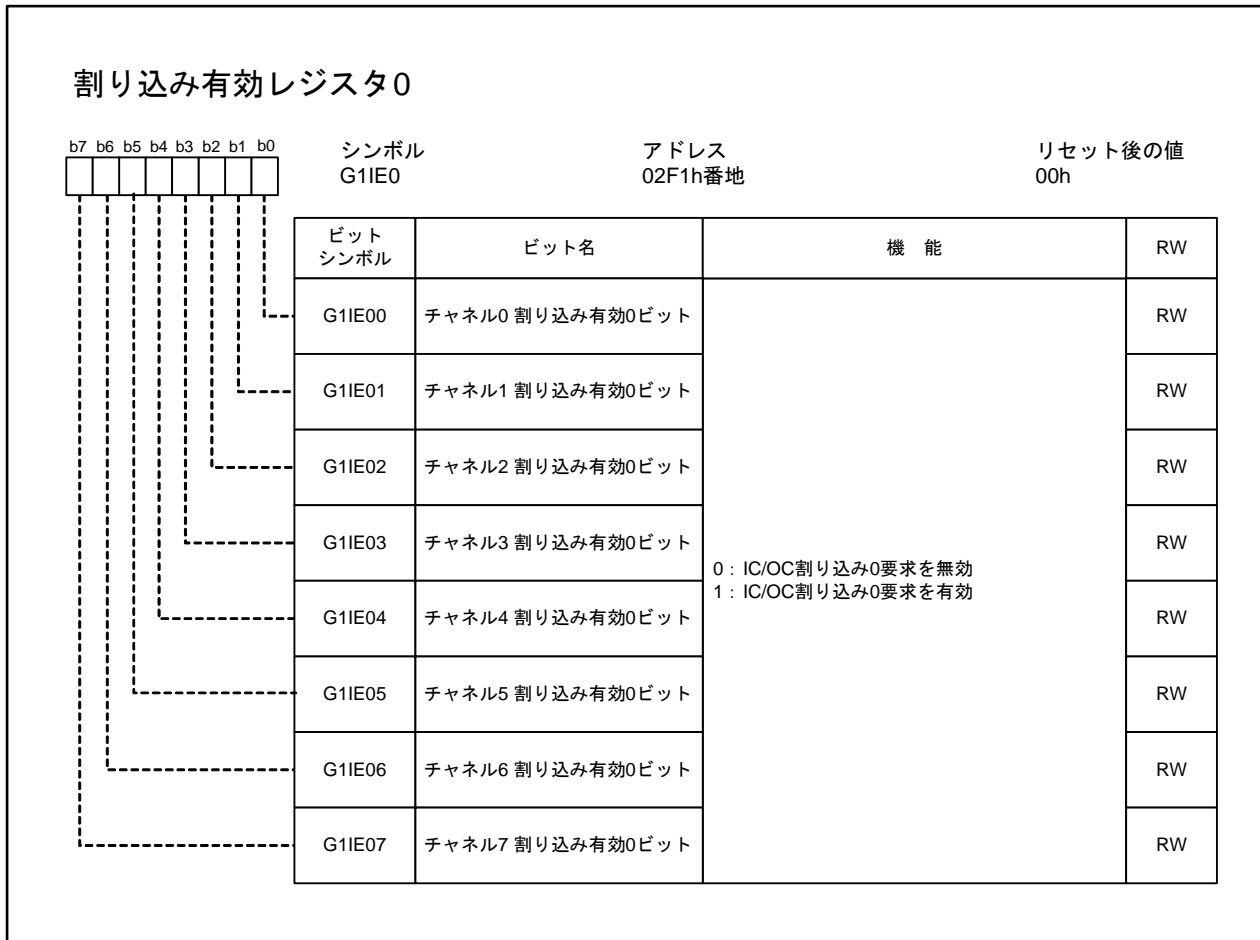 割り込み有効レジスタ0
b7 b6 b5 b4 b3 b2 b1 b0
シンボル アドレス リセット後の値
G1IE0 02F1h番地 00h
ビット
シンボル ビット名 機 能 RW
G1IE00 チャネル0 割り込み有効0ビット RW
G1IE01 チャネル1 割り込み有効0ビット RW
G1IE02 チャネル2 割り込み有効0ビット RW
G1IE03 チャネル3 割り込み有効0ビット RW
0：IC/OC割り込み0要求を無効
1：IC/OC割り込み0要求を有効
G1IE04 チャネル4 割り込み有効0ビット RW
G1IE05 チャネル5 割り込み有効0ビット RW
G1IE06 チャネル6 割り込み有効0ビット RW
G1IE07 チャネル7 割り込み有効0ビット RW